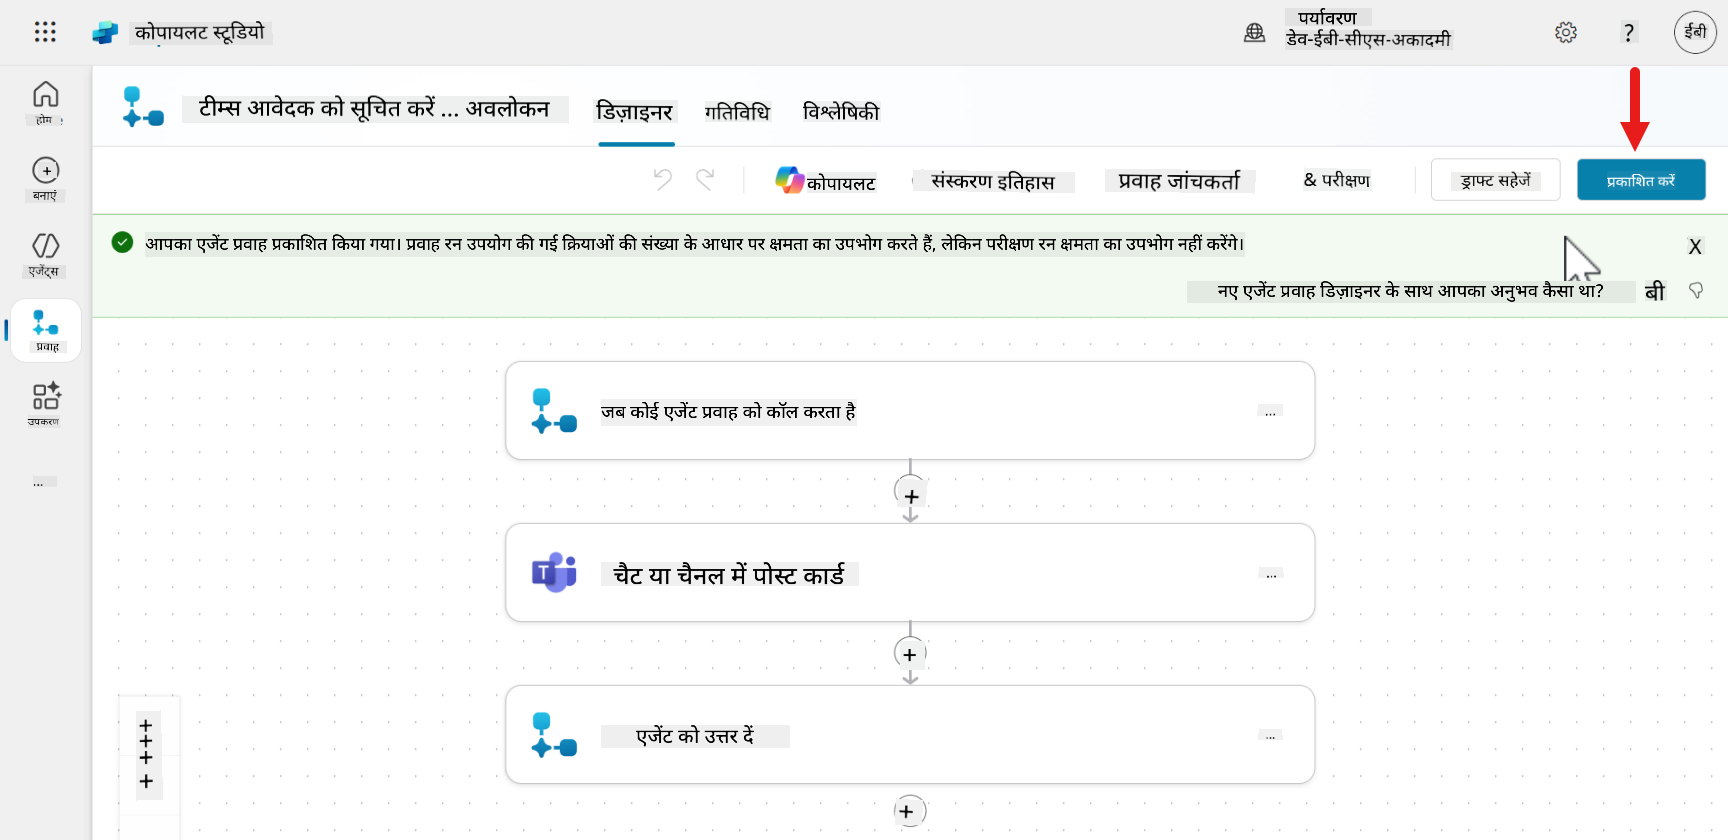 कोपायलट स्टूडियो
पर्यावरण
डेव-ईबी-सीएस-अकादमी
?
ईबी
होम
बनाएं
एजेंट्स
प्रवाह
उपकरण
...
टीम्स आवेदक को सूचित करें ... अवलोकन
डिज़ाइनर
गतिविधि
विश्लेषिकी
कोपायलट
संस्करण इतिहास
प्रवाह जांचकर्ता
& परीक्षण
ड्राफ्ट सहेजें
प्रकाशित करें
आपका एजेंट प्रवाह प्रकाशित किया गया। प्रवाह रन उपयोग की गई क्रियाओं की संख्या के आधार पर क्षमता का उपभोग करते हैं, लेकिन परीक्षण रन क्षमता का उपभोग नहीं करेंगे।
X
नए एजेंट प्रवाह डिज़ाइनर के साथ आपका अनुभव कैसा था?
बी
जब कोई एजेंट प्रवाह को कॉल करता है
...
+
T
चैट या चैनल में पोस्ट कार्ड
...
+
एजेंट को उत्तर दें
...
+
+
+
+
+